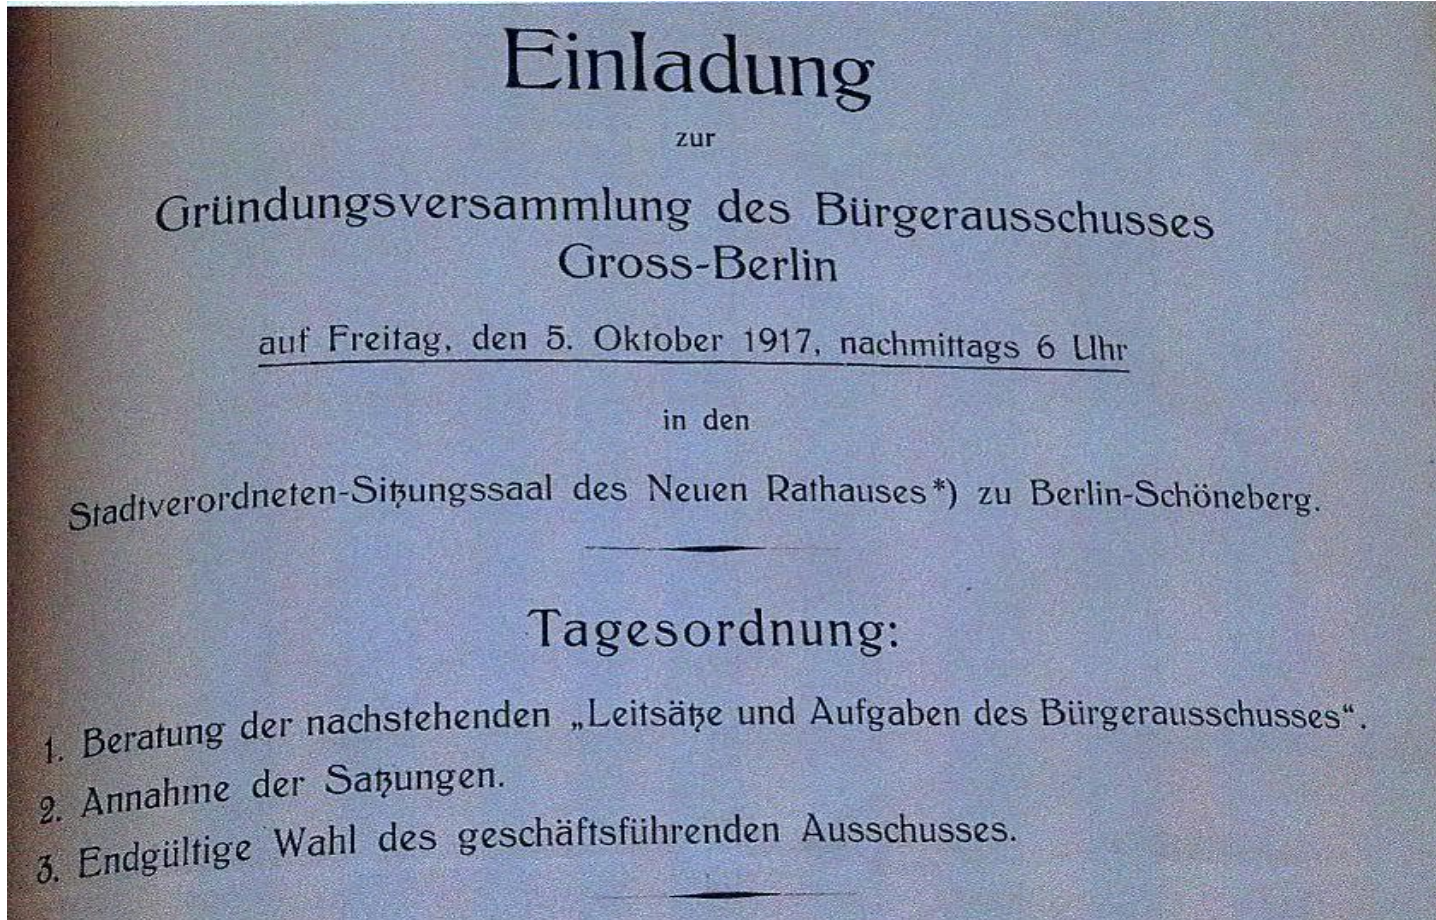 Einladung
zur
Gründungsversammlung des Bürgerausschusses
Gross-Berlin
auf Freitag, den 5. Oktober 1917, nachmittags 6 Uhr
in den
Stadtverordneten-Sitzungssaal des Neuen Rathauses*) zu Berlin-Schöneberg.
Tagesordnung:
1. Beratung der nachstehenden „Leitsätze und Aufgaben des Bürgerausschusses“.
2. Annahme der Satzungen.
3. Endgültige Wahl des geschäftsführenden Ausschusses.